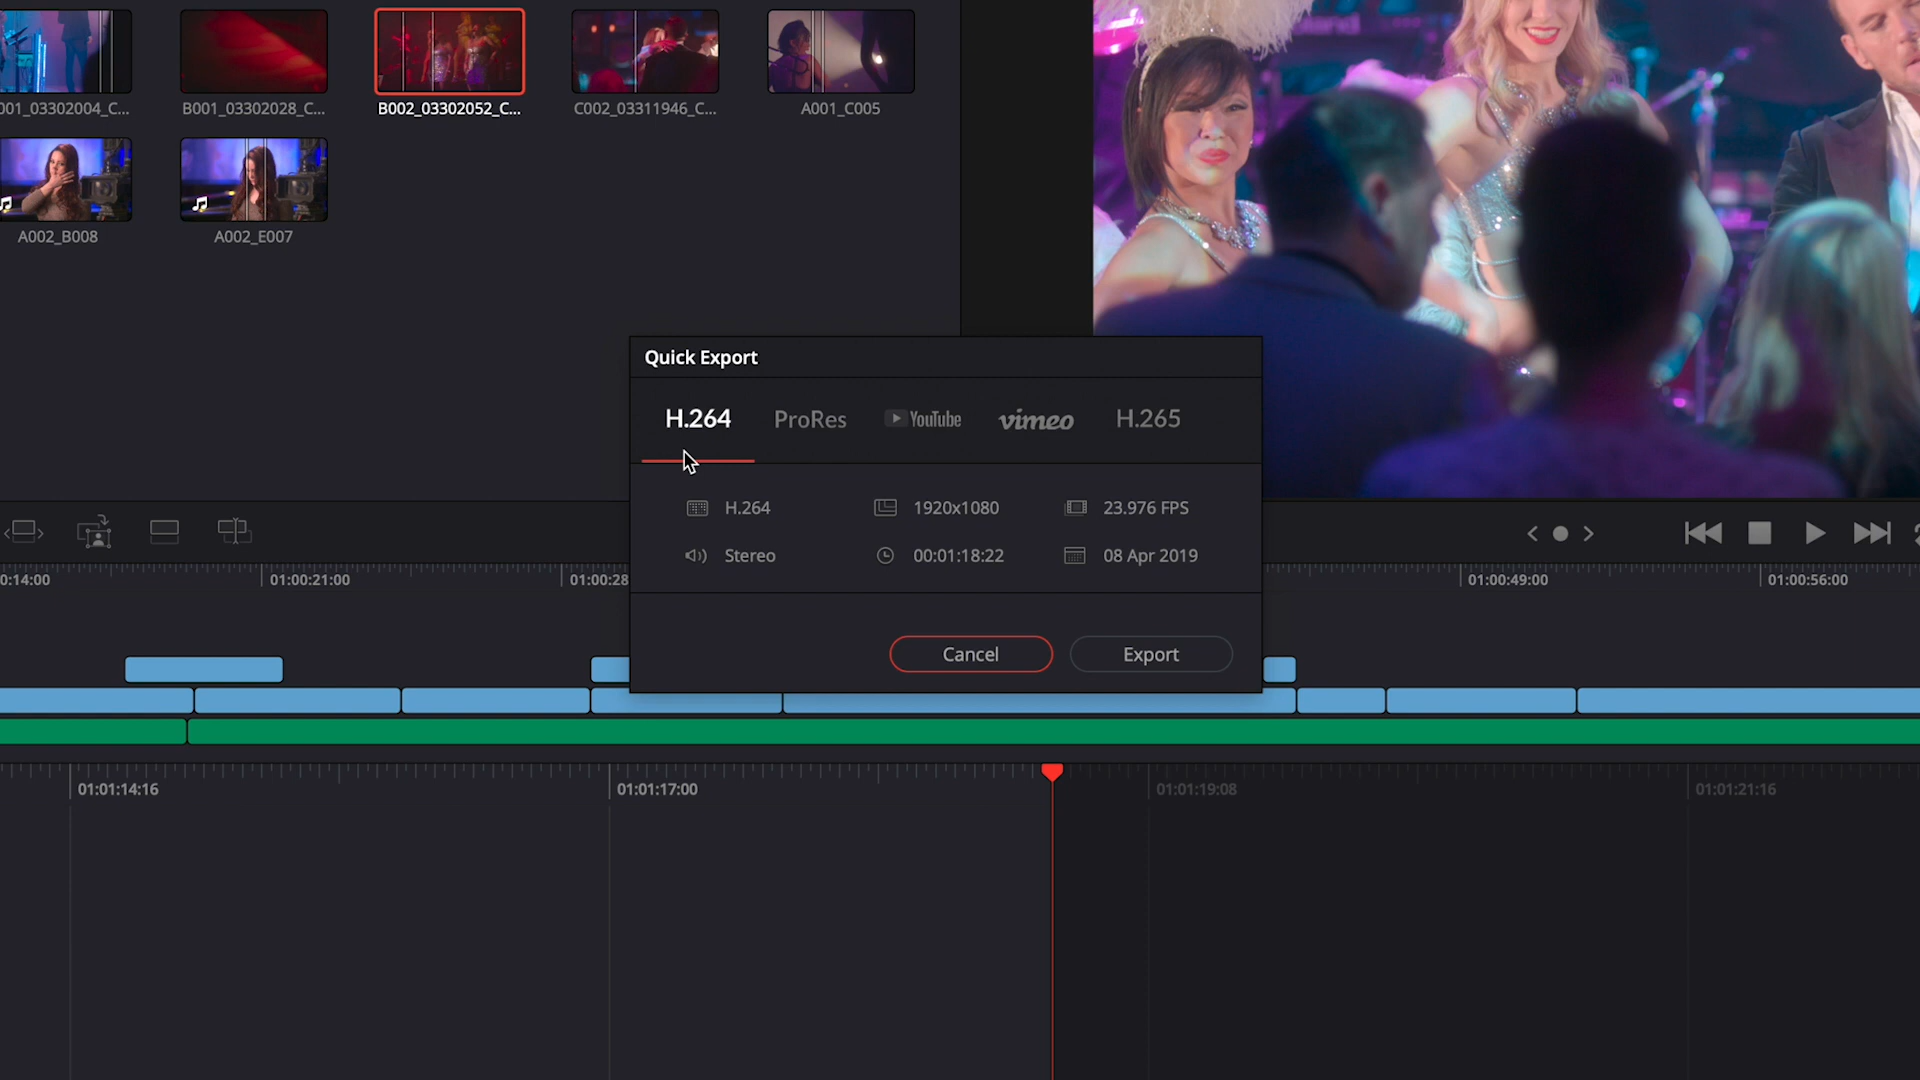 001_03302004_C...
B001_03302028_C...
B002_03302052_C...
C002_03311946_C...
A001_C005
A002_B008
A002_E007
Quick Export
H.264
ProRes
YouTube
vimeo
H.265
H.264
1920x1080
23.976 FPS
Stereo
00:01:18:22
08 Apr 2019
Cancel
Export
0:14:00
01:00:21:00
01:00:28
01:00:49:00
01:00:56:00
01:01:14:16
01:01:17:00
01:01:19:08
01:01:21:16